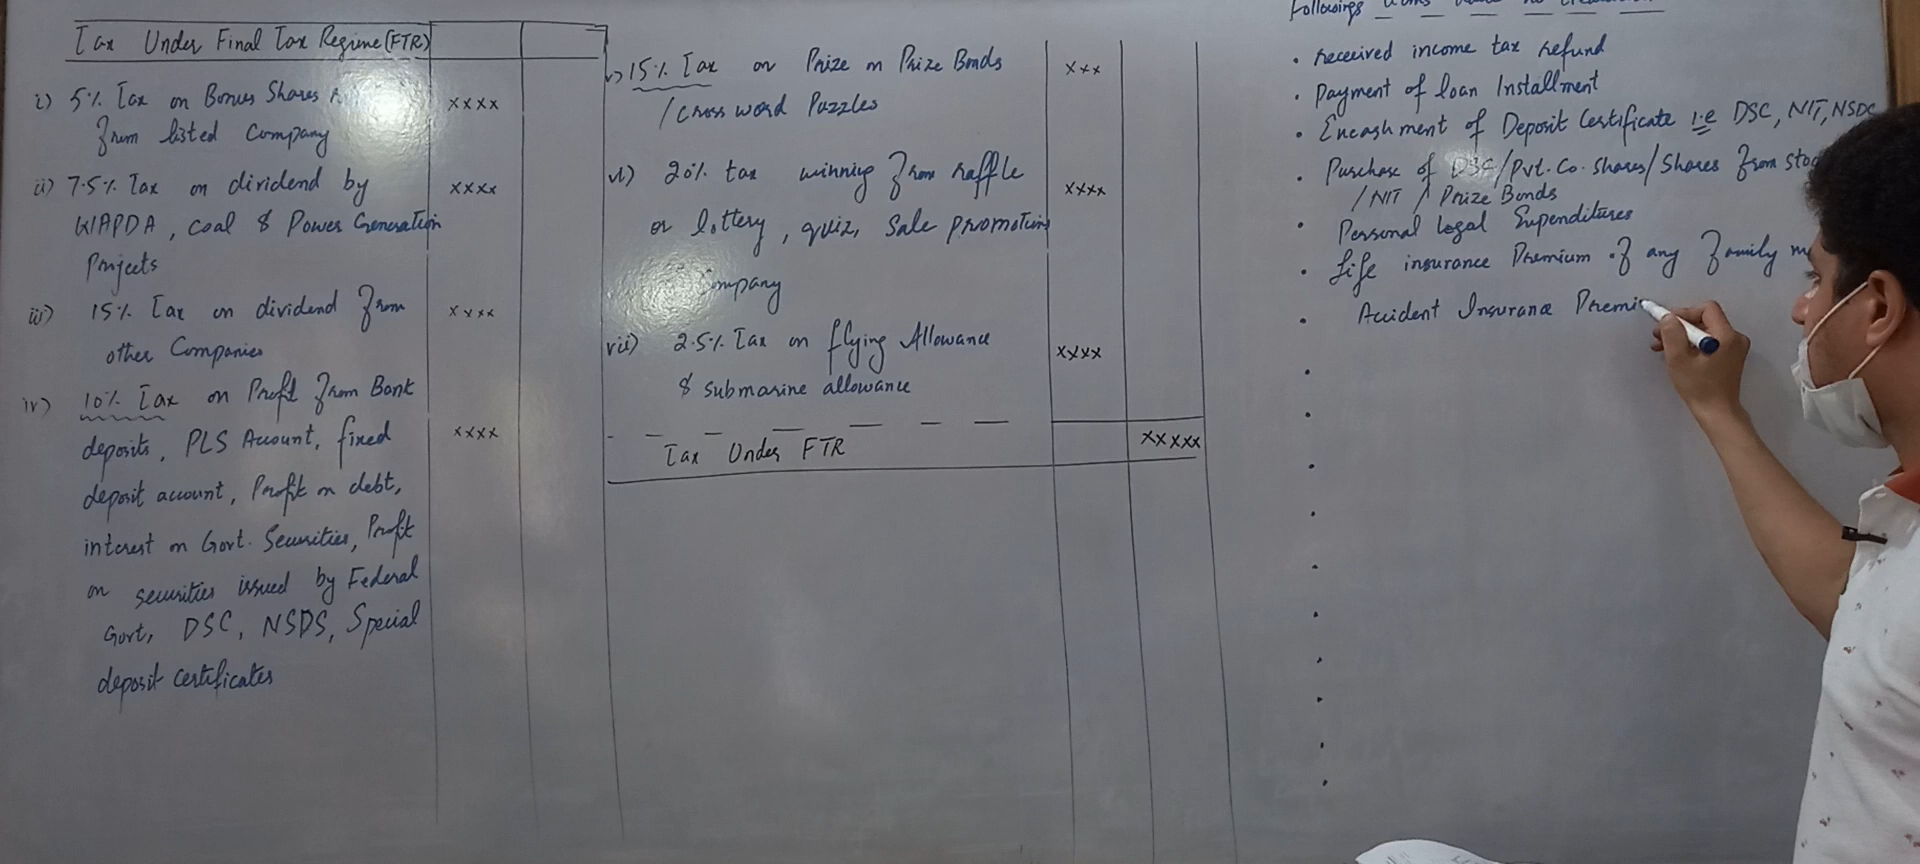 Tax Under Final Tax Regime (FTR)
i) 5% Tax on Bonus Shares
from listed Company
xxxx
ii) 7.5% Tax on dividend by
WAPDA, Coal & Power Generation
Projects
xxxx
iii) 15% Tax on dividend from
other Companies
xxxx
iv) 10% Tax on Profit from Bank
deposits, PLS Account, fixed
deposit account, Profit on debt,
interest on Govt. Securities, Profit
on securities issued by Federal
Govt, DSC, NSDS, Special
deposit certificates
xxxx
v) 15% Tax on Prize on Prize Bonds
/ Cross word Puzzles
xxx
vi) 20% tax winning from raffle
or lottery, quiz, Sale promotion
Company
xxxx
vii) 2.5% Tax on flying Allowance
& submarine allowance
xxxx
Tax Under FTR
xxxxx
Followings items
• received income tax refund
• Payment of loan Installment
• Encashment of Deposit Certificate i.e DSC, NIT, NSDC
• Purchase of DSC/Pvt. Co. Shares/Shares from
/NIT / Prize Bonds
• Personal legal Expenditures
• Life insurance Premium of any family
• Accident Insurance Premi